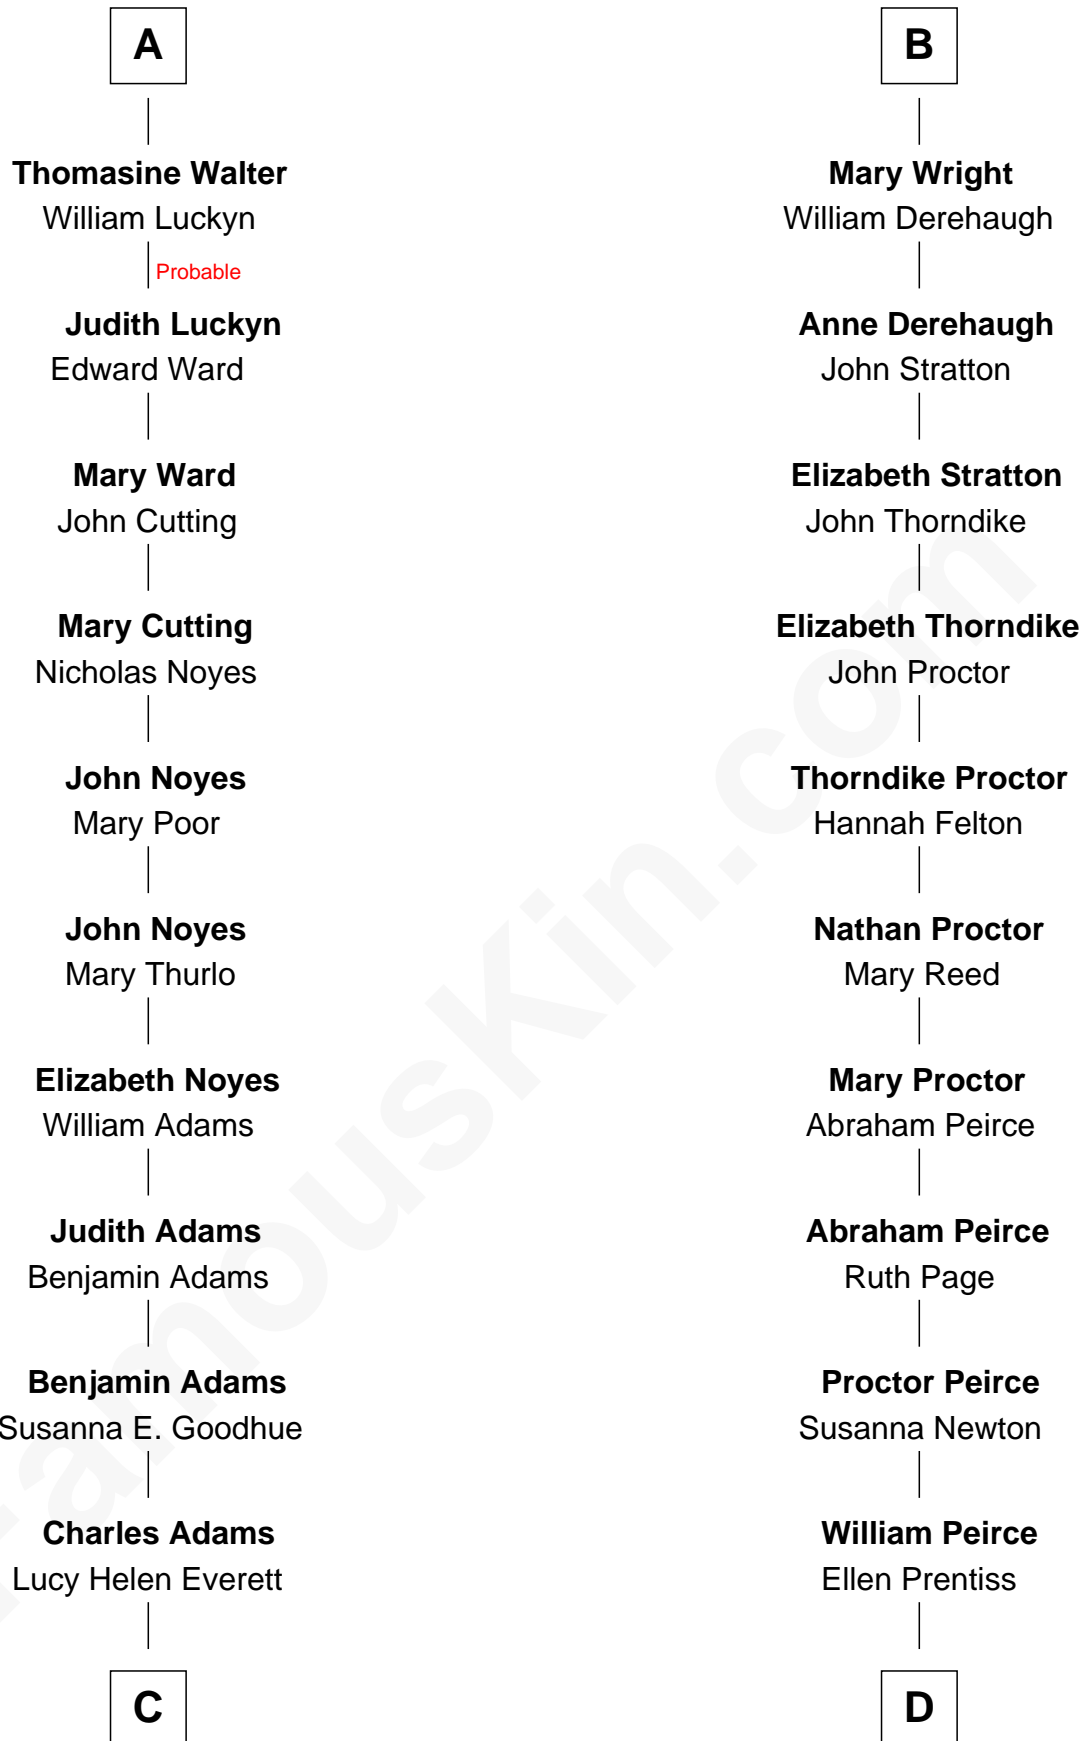 A
Thomasine Walter
William Luckyn
Probable
Judith Luckyn
Edward Ward
Mary Ward
John Cutting
Mary Cutting
Nicholas Noyes
John Noyes
Mary Poor
John Noyes
Mary Thurlo
Elizabeth Noyes
William Adams
Judith Adams
Benjamin Adams
Benjamin Adams
Susanna E. Goodhue
Charles Adams
Lucy Helen Everett
C
B
Mary Wright
William Derehaugh
Anne Derehaugh
John Stratton
Elizabeth Stratton
John Thorndike
Elizabeth Thorndike
John Proctor
Thorndike Proctor
Hannah Felton
Nathan Proctor
Mary Reed
Mary Proctor
Abraham Peirce
Abraham Peirce
Ruth Page
Proctor Peirce
Susanna Newton
William Peirce
Ellen Prentiss
D
FamousKin.com